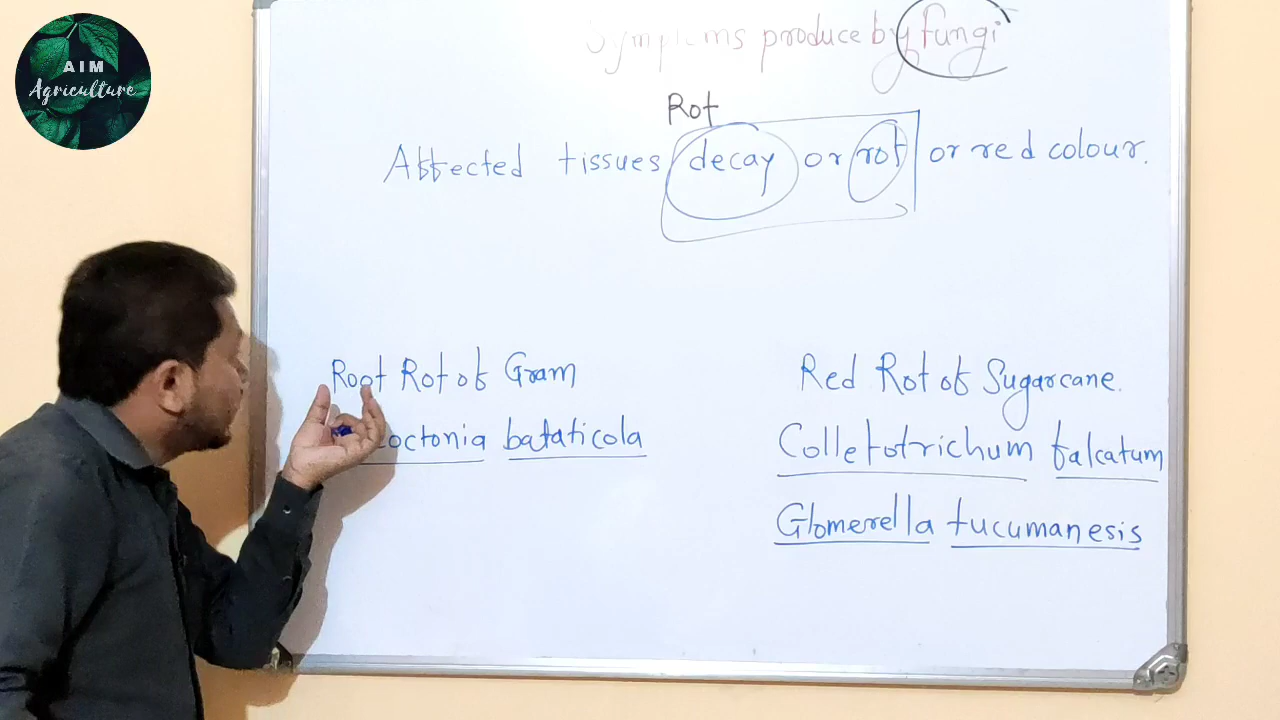 AIM
Agriculture
Symptoms produce by fungi
Rot
Affected tissues decay or rot or red colour.
Root Rot of Gram
Red Rot of Sugarcane.
bataticola
Colletotrichum falcatum
Glomerella tucumanesis